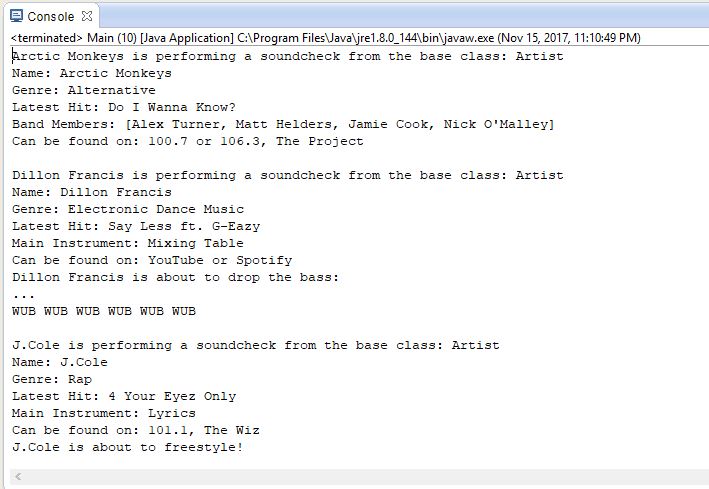 Console
<terminated> Main (10) [Java Application] C:\Program Files\Java\jre1.8.0_144\bin\javaw.exe (Nov 15, 2017, 11:10:49 PM)
Arctic Monkeys is performing a soundcheck from the base class: Artist
Name: Arctic Monkeys
Genre: Alternative
Latest Hit: Do I Wanna Know?
Band Members: [Alex Turner, Matt Helders, Jamie Cook, Nick O'Malley]
Can be found on: 100.7 or 106.3, The Project

Dillon Francis is performing a soundcheck from the base class: Artist
Name: Dillon Francis
Genre: Electronic Dance Music
Latest Hit: Say Less ft. G-Eazy
Main Instrument: Mixing Table
Can be found on: YouTube or Spotify
Dillon Francis is about to drop the bass:
...
WUB WUB WUB WUB WUB WUB

J.Cole is performing a soundcheck from the base class: Artist
Name: J.Cole
Genre: Rap
Latest Hit: 4 Your Eyez Only
Main Instrument: Lyrics
Can be found on: 101.1, The Wiz
J.Cole is about to freestyle!